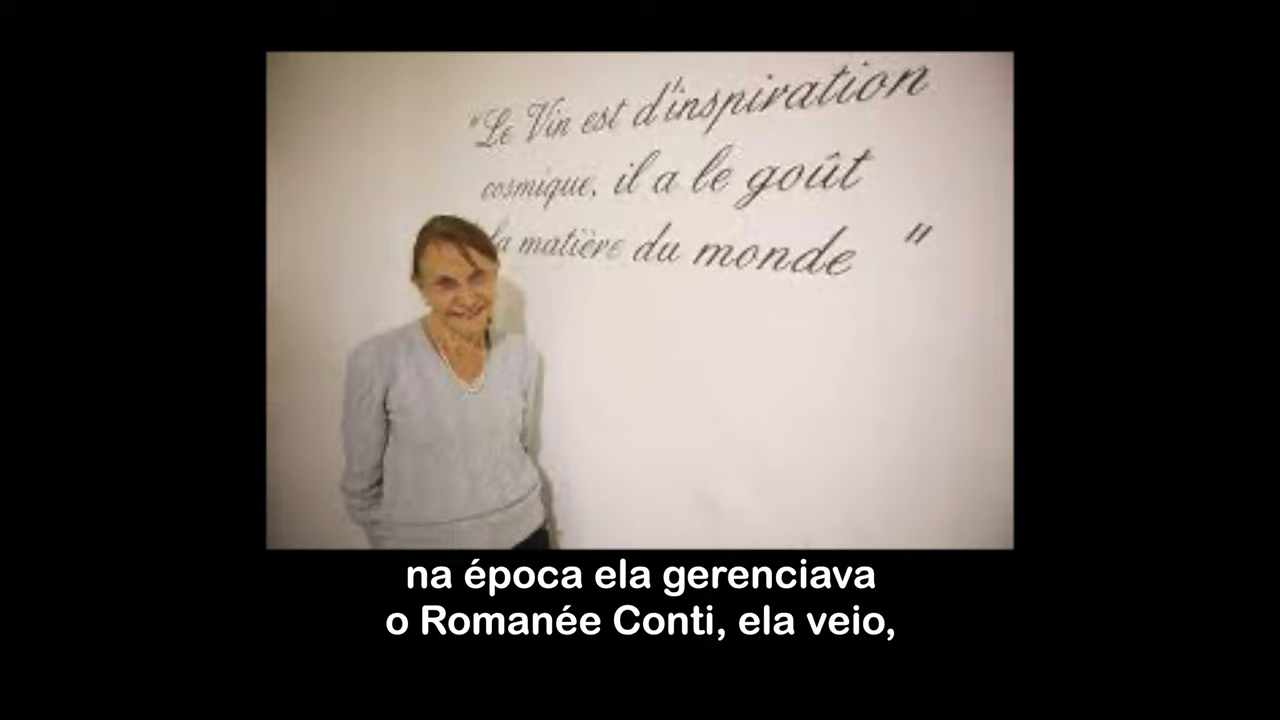 "Le Vin est d'inspiration
cosmique, il a le goût
la matière du monde "
na época ela gerenciava
o Romanée Conti, ela veio,